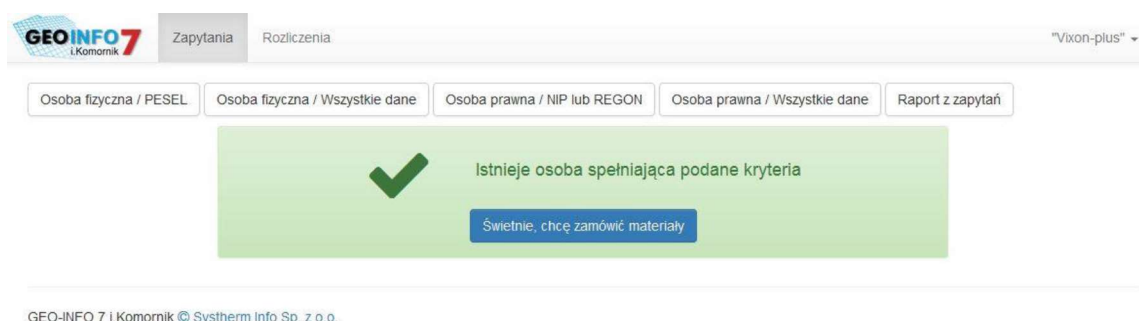 GEOINFO 7
i.Komornik
Zapytania
Rozliczenia
"Vixon-plus"
Osoba fizyczna / PESEL
Osoba fizyczna / Wszystkie dane
Osoba prawna / NIP lub REGON
Osoba prawna / Wszystkie dane
Raport z zapytań
Istnieje osoba spełniająca podane kryteria
Świetnie, chcę zamówić materiały
GEO-INFO 7 i.Komornik © Systherm Info Sp. z o.o.